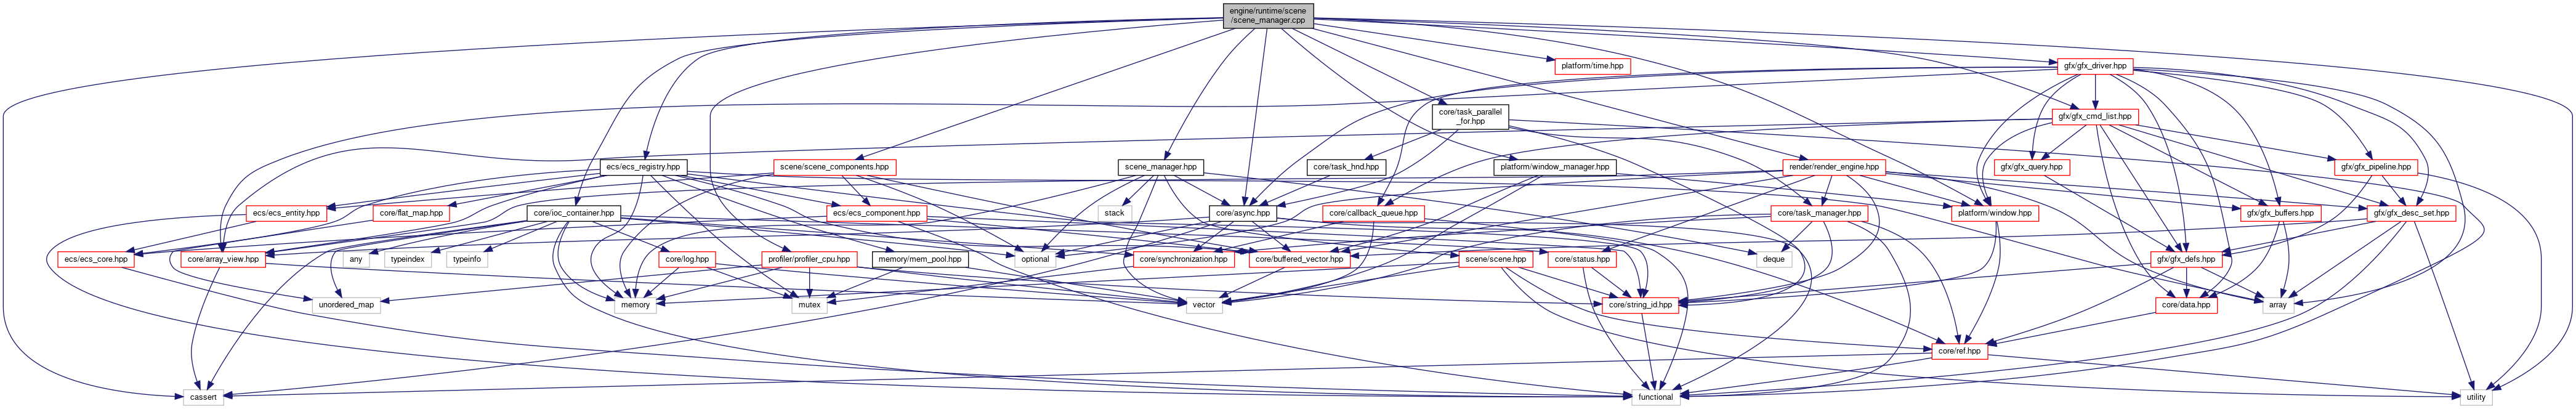 engine/runtime/scene
/scene_manager.cpp
platform/time.hpp
gfx/gfx_driver.hpp
core/task_parallel
_for.hpp
gfx/gfx_cmd_list.hpp
ecs/ecs_registry.hpp
scene/scene_components.hpp
scene_manager.hpp
core/task_hnd.hpp
platform/window_manager.hpp
render/render_engine.hpp
gfx/gfx_query.hpp
gfx/gfx_pipeline.hpp
ecs/ecs_entity.hpp
core/flat_map.hpp
core/ioc_container.hpp
ecs/ecs_component.hpp
stack
core/async.hpp
core/callback_queue.hpp
core/task_manager.hpp
platform/window.hpp
gfx/gfx_buffers.hpp
gfx/gfx_desc_set.hpp
ecs/ecs_core.hpp
core/array_view.hpp
any
typeindex
typeinfo
core/log.hpp
profiler/profiler_cpu.hpp
memory/mem_pool.hpp
optional
core/synchronization.hpp
core/buffered_vector.hpp
scene/scene.hpp
core/status.hpp
deque
gfx/gfx_defs.hpp
unordered_map
memory
mutex
vector
core/string_id.hpp
core/data.hpp
array
core/ref.hpp
cassert
functional
utility